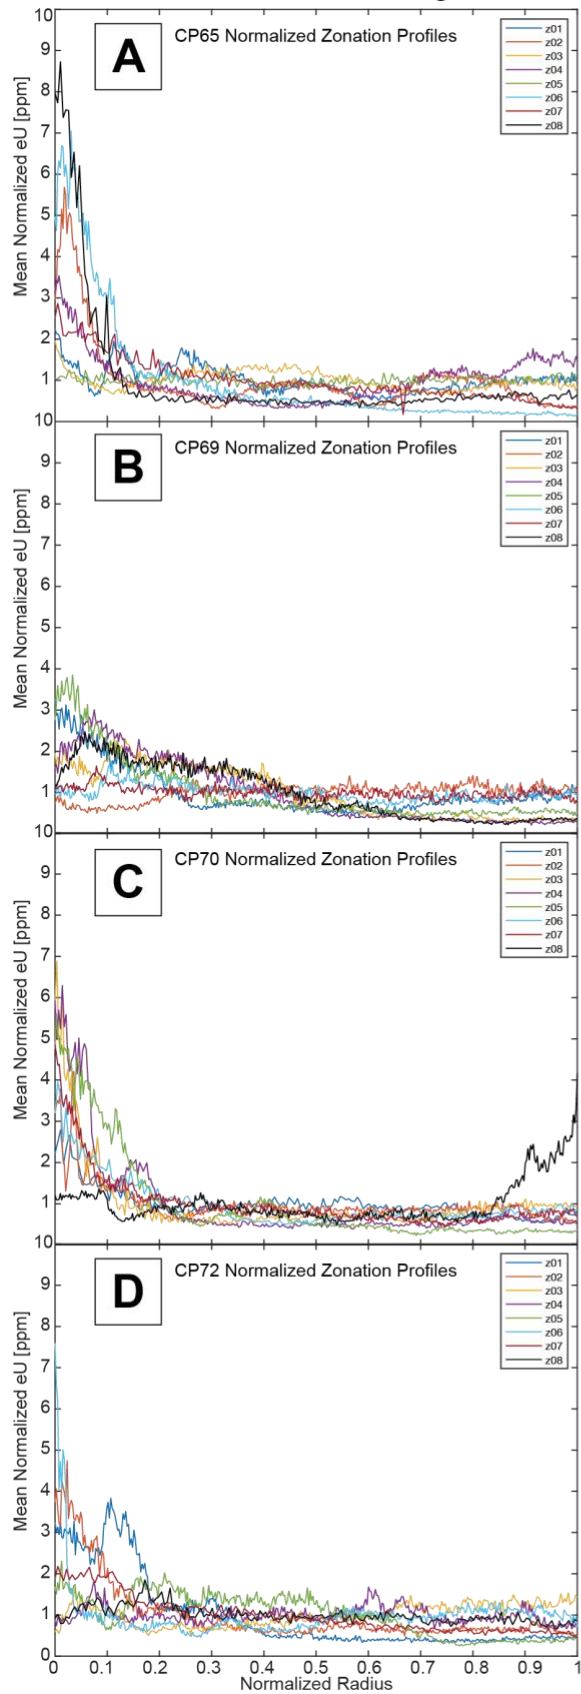 10
A
CP65 Normalized Zonation Profiles
z01
z02
z03
z04
z05
z06
z07
z08
9
8
7
6
5
4
3
2
1
Mean Normalized eU [ppm]
10
B
CP69 Normalized Zonation Profiles
z01
z02
z03
z04
z05
z06
z07
z08
9
8
7
6
5
4
3
2
1
Mean Normalized eU [ppm]
10
C
CP70 Normalized Zonation Profiles
z01
z02
z03
z04
z05
z06
z07
z08
9
8
7
6
5
4
3
2
1
Mean Normalized eU [ppm]
10
D
CP72 Normalized Zonation Profiles
z01
z02
z03
z04
z05
z06
z07
z08
9
8
7
6
5
4
3
2
1
0
Mean Normalized eU [ppm]
0 0.1 0.2 0.3 0.4 0.5 0.6 0.7 0.8 0.9 1
Normalized Radius